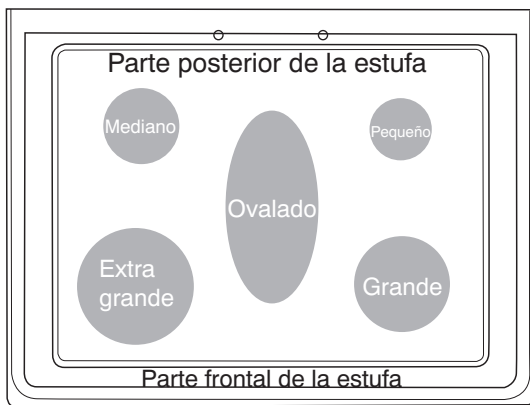 Parte posterior de la estufa
Mediano
Pequeño
Ovalado
Extra
grande
Grande
Parte frontal de la estufa